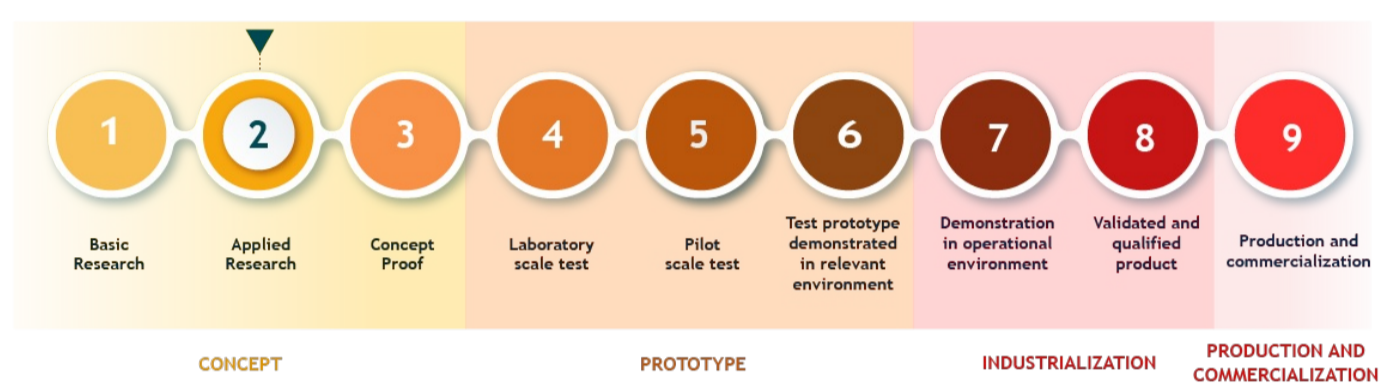 1
2
3
4
5
6
7
8
9
Basic
Research
Applied
Research
Concept
Proof
Laboratory
scale test
Pilot
scale test
Test prototype
demonstrated
in relevant
environment
Demonstration
in operational
environment
Validated and
qualified
product
Production and
commercialization
CONCEPT
PROTOTYPE
INDUSTRIALIZATION
PRODUCTION AND
COMMERCIALIZATION